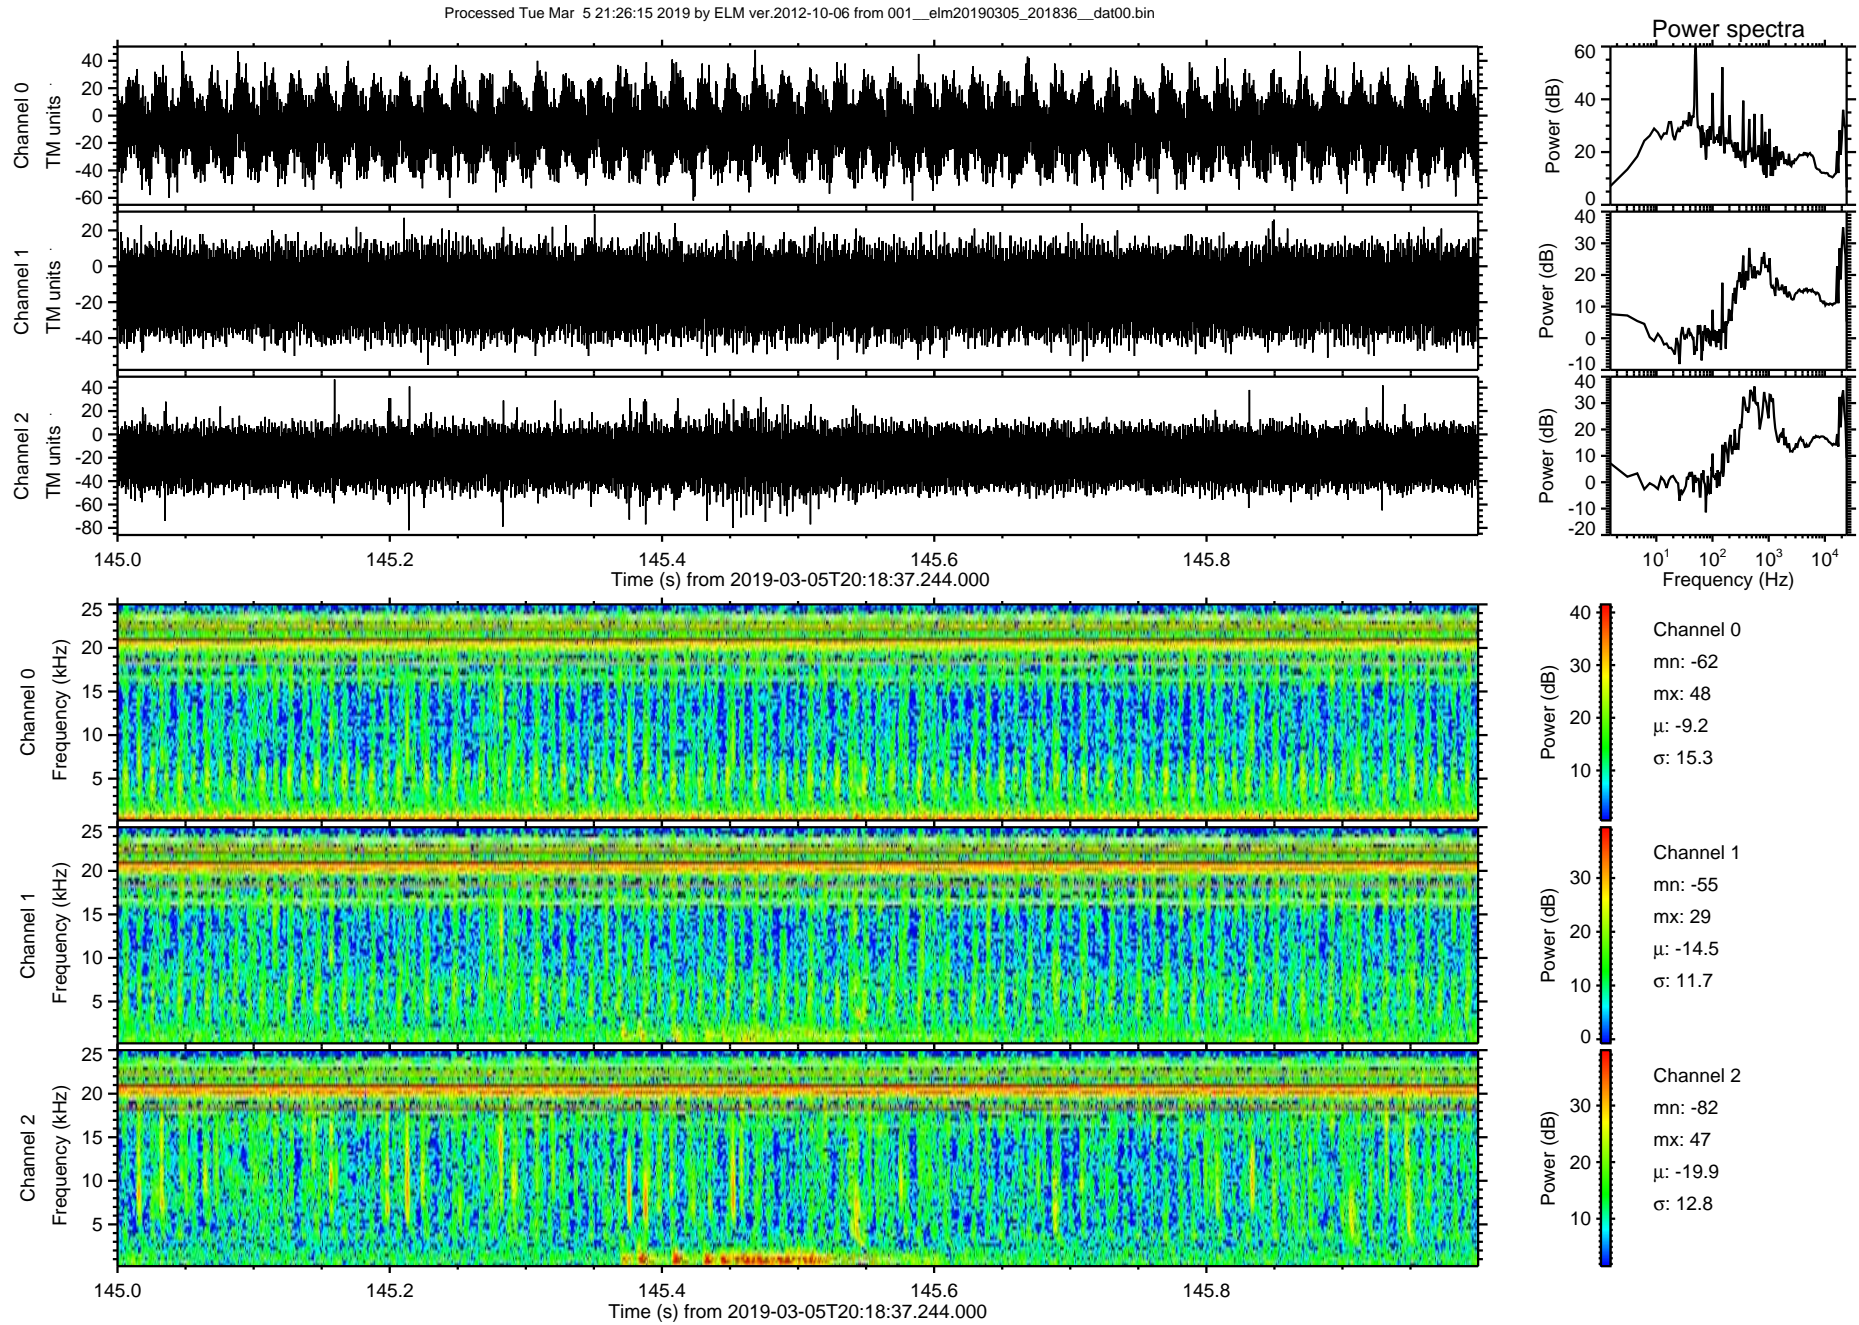 Processed Tue Mar  5 21:26:15 2019 by ELM ver.2012-10-06 from 001__elm20190305_201836__dat00.bin
Power spectra
Channel 0
TM units
40
20
0
-20
-40
-60
Power (dB)
60
40
20
0
Channel 1
TM units
20
0
-20
-40
Power (dB)
40
30
20
10
0
-10
Channel 2
TM units
40
20
0
-20
-40
-60
-80
Power (dB)
40
30
20
10
0
-10
-20
145.0 145.2 145.4 145.6 145.8
Time (s) from 2019-03-05T20:18:37.244.000
10¹ 10² 10³ 10⁴
Frequency (Hz)
Channel 0
Frequency (kHz)
25
20
15
10
5
Power (dB)
40
30
20
10
Channel 0
mn: -62
mx: 48
μ: -9.2
σ: 15.3
Channel 1
Frequency (kHz)
25
20
15
10
5
Power (dB)
30
20
10
0
Channel 1
mn: -55
mx: 29
μ: -14.5
σ: 11.7
Channel 2
Frequency (kHz)
25
20
15
10
5
Power (dB)
30
20
10
Channel 2
mn: -82
mx: 47
μ: -19.9
σ: 12.8
145.0 145.2 145.4 145.6 145.8
Time (s) from 2019-03-05T20:18:37.244.000